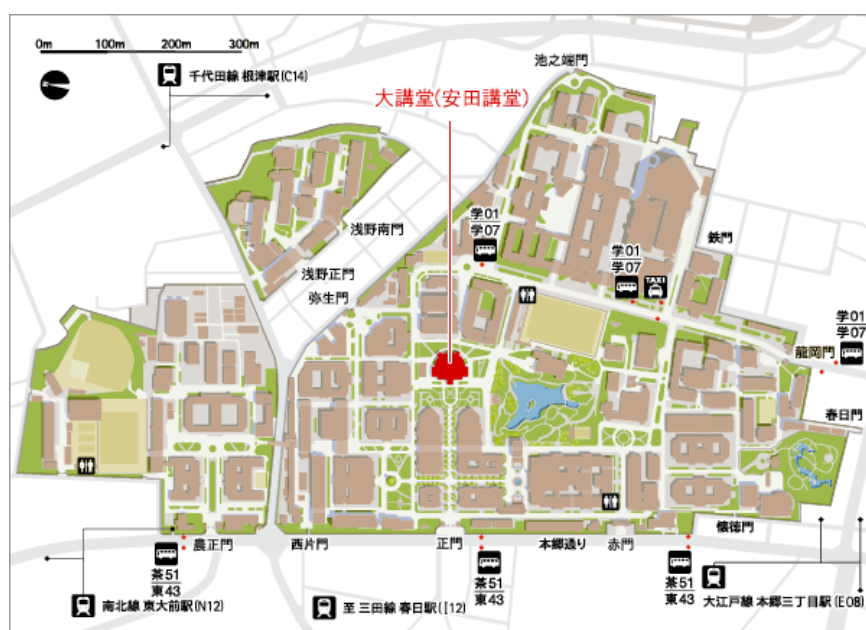 0m 100m 200m 300m
池之端門
千代田線 根津駅(C14)
大講堂(安田講堂)
学01
学07
浅野南門
浅野正門
弥生門
学01
学07
TAXI
鉄門
学01
学07
龍岡門
春日門
懐徳門
農正門
西片門
正門
本郷通り
赤門
茶51
東43
茶51
東43
茶51
東43
南北線 東大前駅(N12)
至 三田線 春日駅(I12)
大江戸線 本郷三丁目駅(E08)